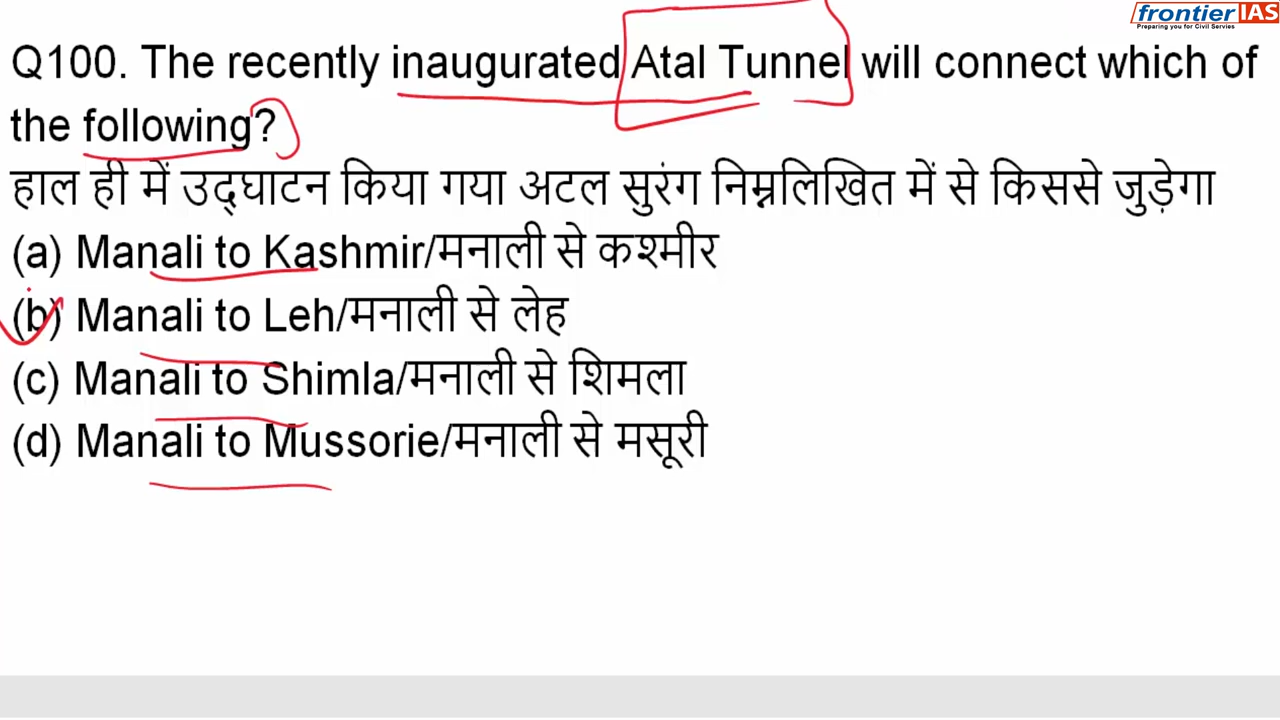 frontier IAS
Preparing you for Civil Servies
Q100. The recently inaugurated Atal Tunnel will connect which of
the following?
हाल ही में उद्घाटन किया गया अटल सुरंग निम्नलिखित में से किससे जुड़ेगा
(a) Manali to Kashmir/मनाली से कश्मीर
(b) Manali to Leh/मनाली से लेह
(c) Manali to Shimla/मनाली से शिमला
(d) Manali to Mussorie/मनाली से मसूरी